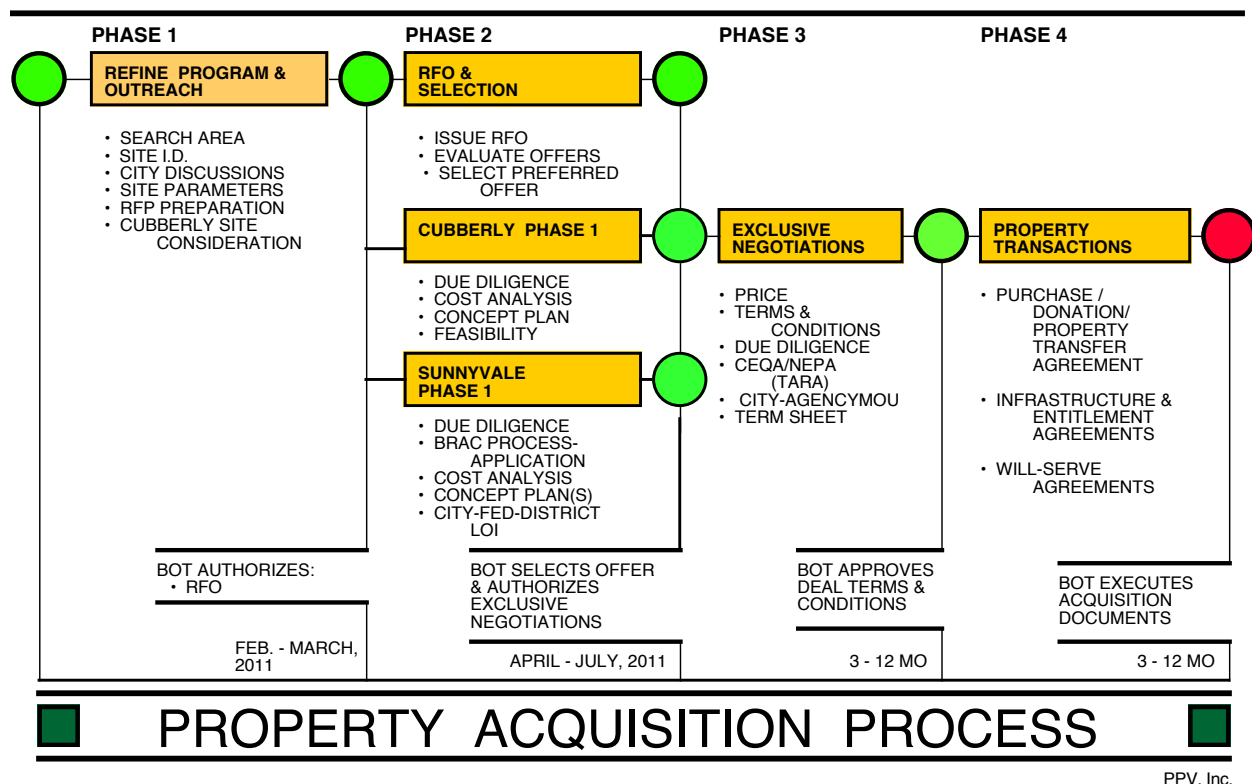 PHASE 1
REFINE PROGRAM &
OUTREACH
• SEARCH AREA
• SITE I.D.
• CITY DISCUSSIONS
• SITE PARAMETERS
• RFP PREPARATION
• CUBBERLY SITE
CONSIDERATION
BOT AUTHORIZES:
• RFO
FEB. - MARCH,
2011
PHASE 2
RFO &
SELECTION
• ISSUE RFO
• EVALUATE OFFERS
• SELECT PREFERRED
OFFER
CUBBERLY PHASE 1
• DUE DILIGENCE
• COST ANALYSIS
• CONCEPT PLAN
• FEASIBILITY
SUNNYVALE
PHASE 1
• DUE DILIGENCE
• BRAC PROCESS-
APPLICATION
• COST ANALYSIS
• CONCEPT PLAN(S)
• CITY-FED-DISTRICT
LOI
BOT SELECTS OFFER
& AUTHORIZES
EXCLUSIVE
NEGOTIATIONS
APRIL - JULY, 2011
PHASE 3
EXCLUSIVE
NEGOTIATIONS
• PRICE
• TERMS &
CONDITIONS
• DUE DILIGENCE
• CEQA/NEPA
(TARA)
• CITY-AGENCYMOU
• TERM SHEET
BOT APPROVES
DEAL TERMS &
CONDITIONS
3 - 12 MO
PHASE 4
PROPERTY
TRANSACTIONS
• PURCHASE /
DONATION/
PROPERTY
TRANSFER
AGREEMENT
• INFRASTRUCTURE &
ENTITLEMENT
AGREEMENTS
• WILL-SERVE
AGREEMENTS
BOT EXECUTES
ACQUISITION
DOCUMENTS
3 - 12 MO
PROPERTY ACQUISITION PROCESS
PPV, Inc.